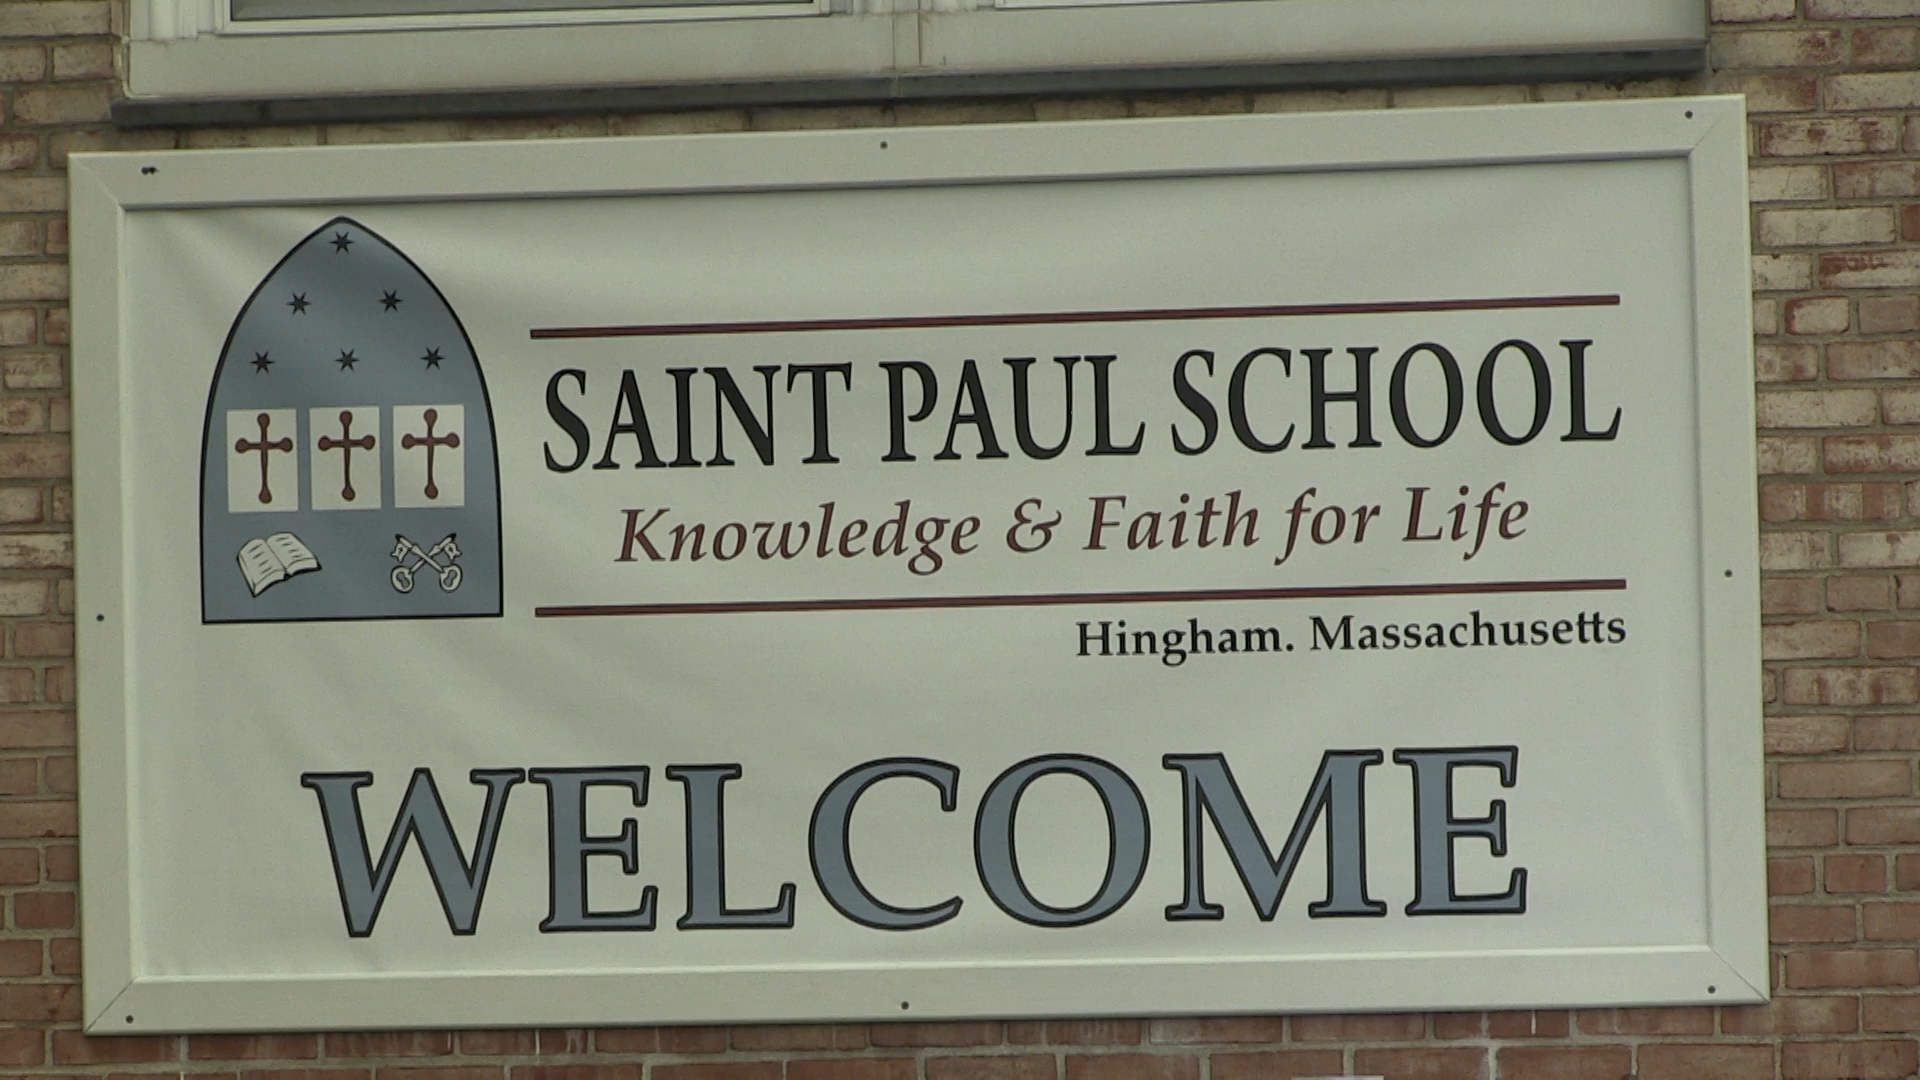 SAINT PAUL SCHOOL
Knowledge & Faith for Life
Hingham. Massachusetts
WELCOME